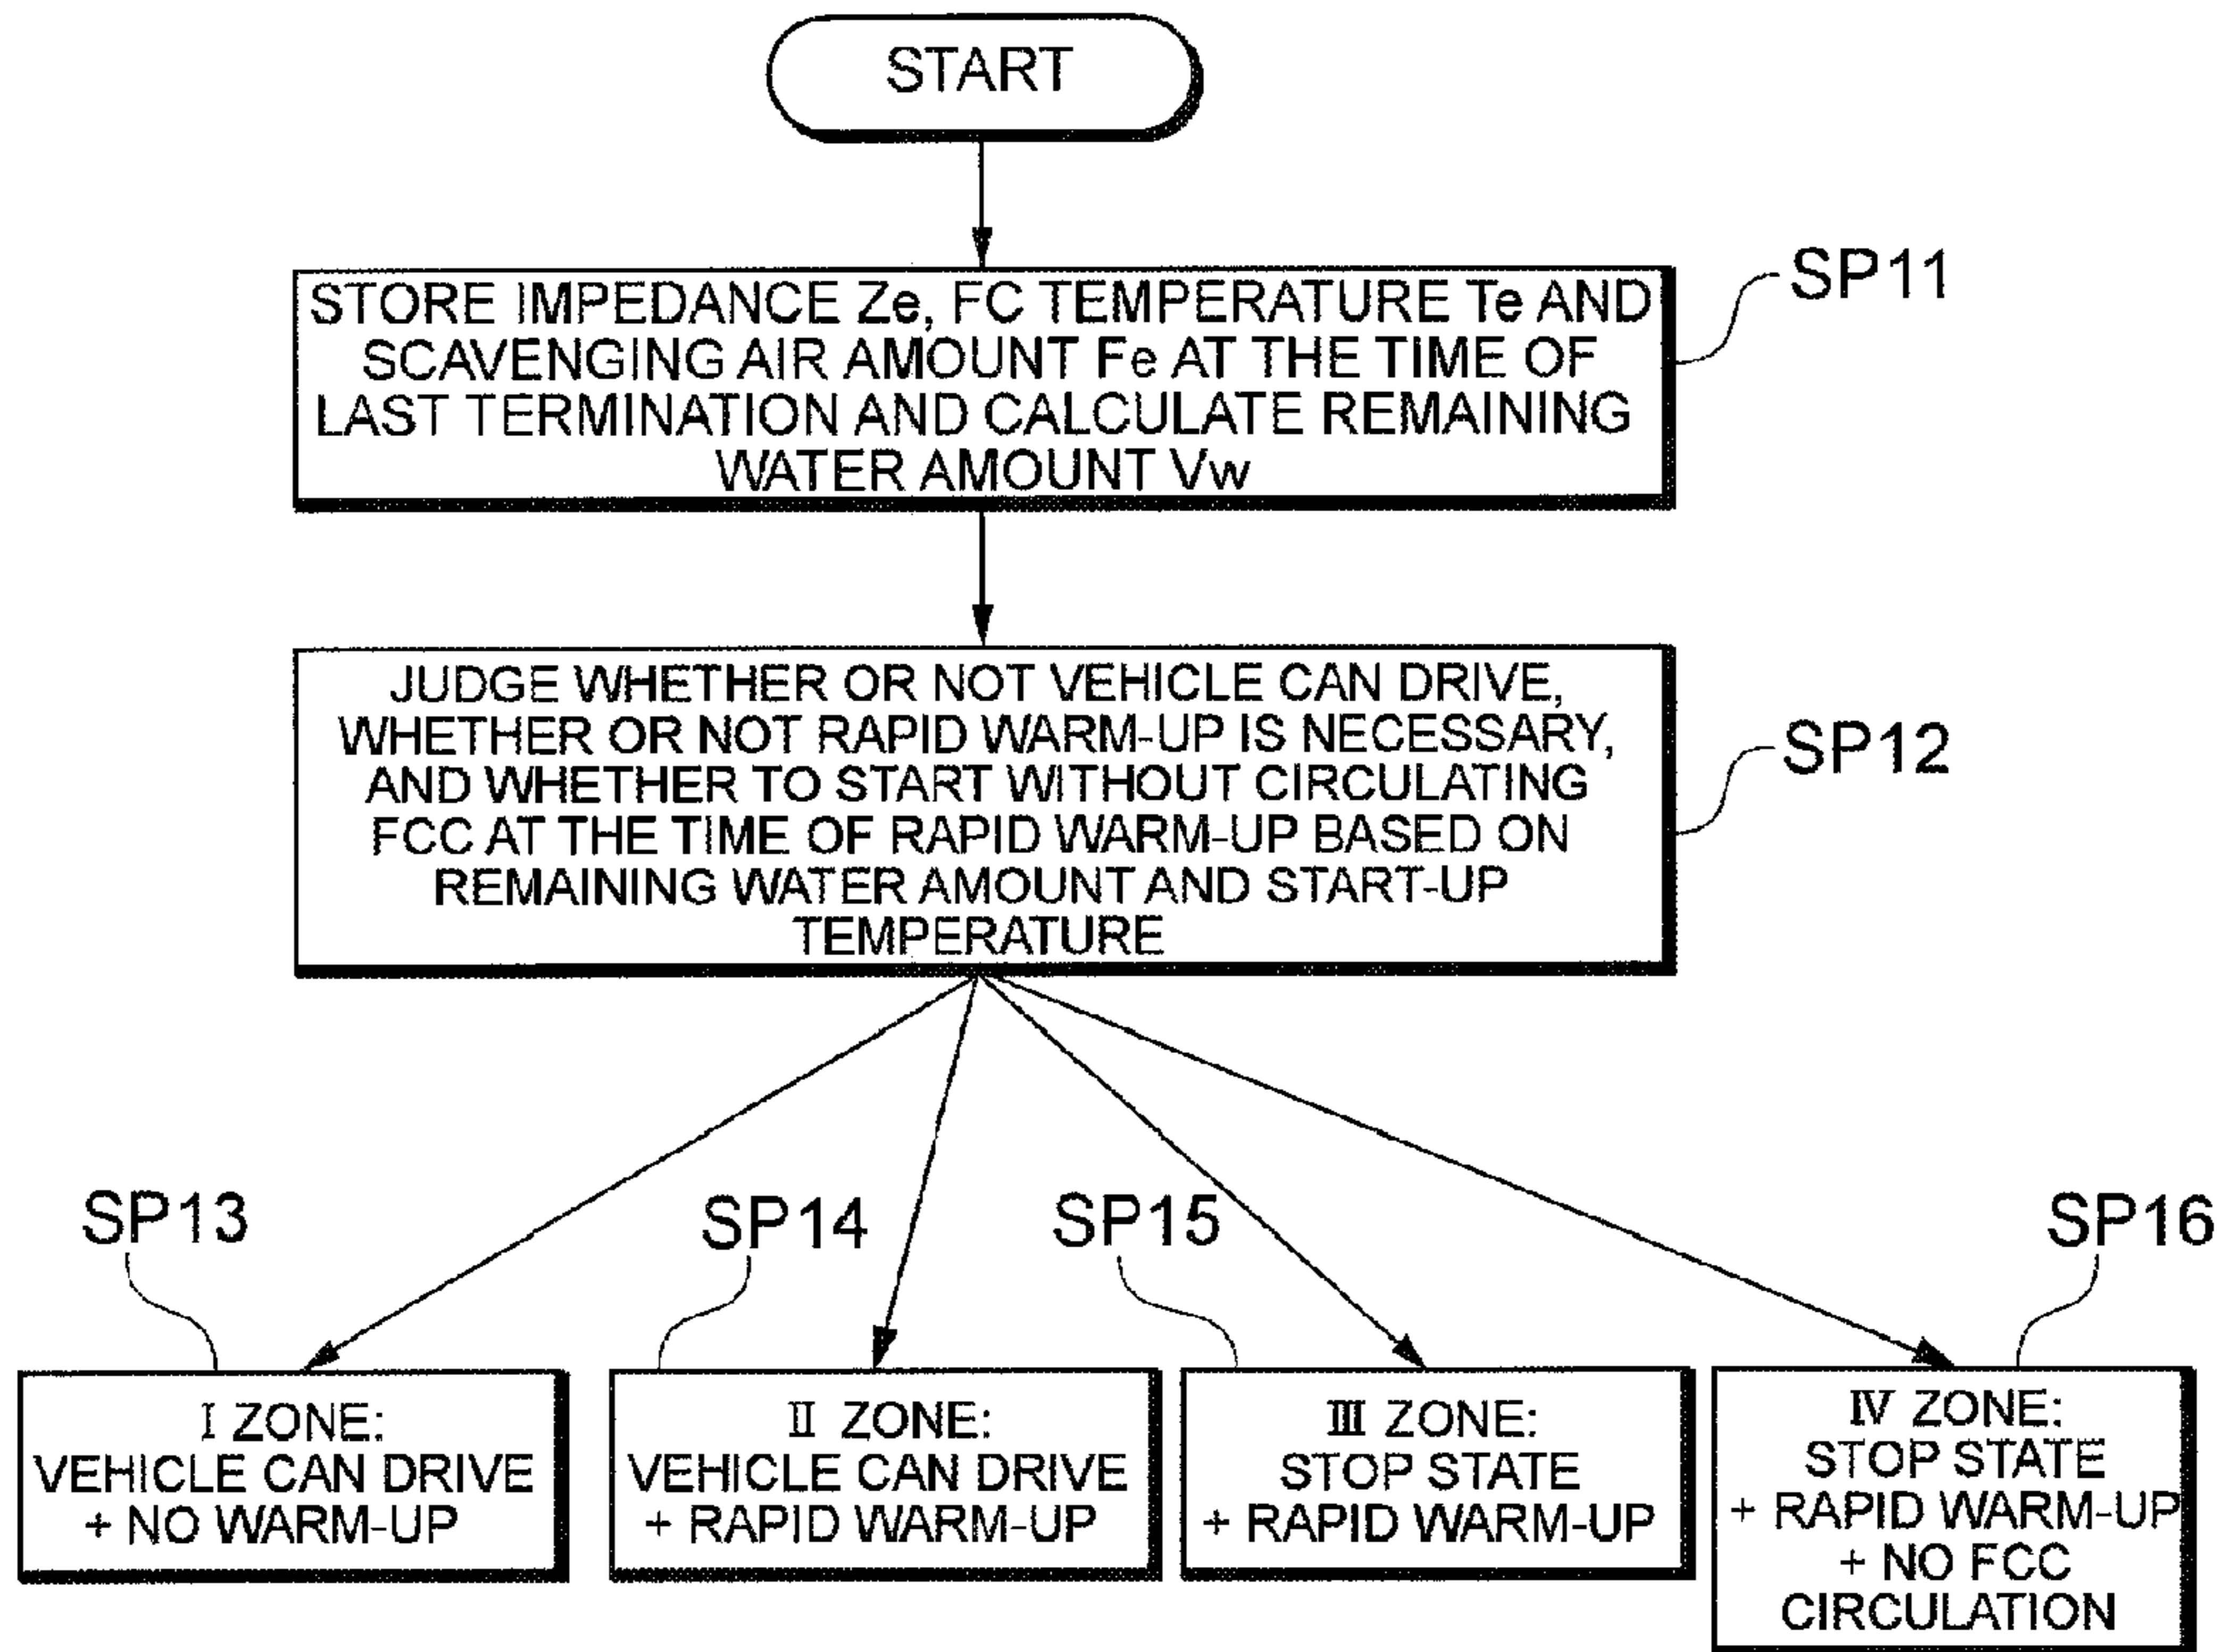 START
SP11
STORE IMPEDANCE Ze, FC TEMPERATURE Te AND
SCAVENGING AIR AMOUNT Fe AT THE TIME OF
LAST TERMINATION AND CALCULATE REMAINING
WATER AMOUNT Vw
SP12
JUDGE WHETHER OR NOT VEHICLE CAN DRIVE,
WHETHER OR NOT RAPID WARM-UP IS NECESSARY,
AND WHETHER TO START WITHOUT CIRCULATING
FCC AT THE TIME OF RAPID WARM-UP BASED ON
REMAINING WATER AMOUNT AND START-UP
TEMPERATURE
SP13
I ZONE:
VEHICLE CAN DRIVE
+ NO WARM-UP
SP14
II ZONE:
VEHICLE CAN DRIVE
+ RAPID WARM-UP
SP15
III ZONE:
STOP STATE
+ RAPID WARM-UP
SP16
IV ZONE:
STOP STATE
+ RAPID WARM-UP
+ NO FCC
CIRCULATION